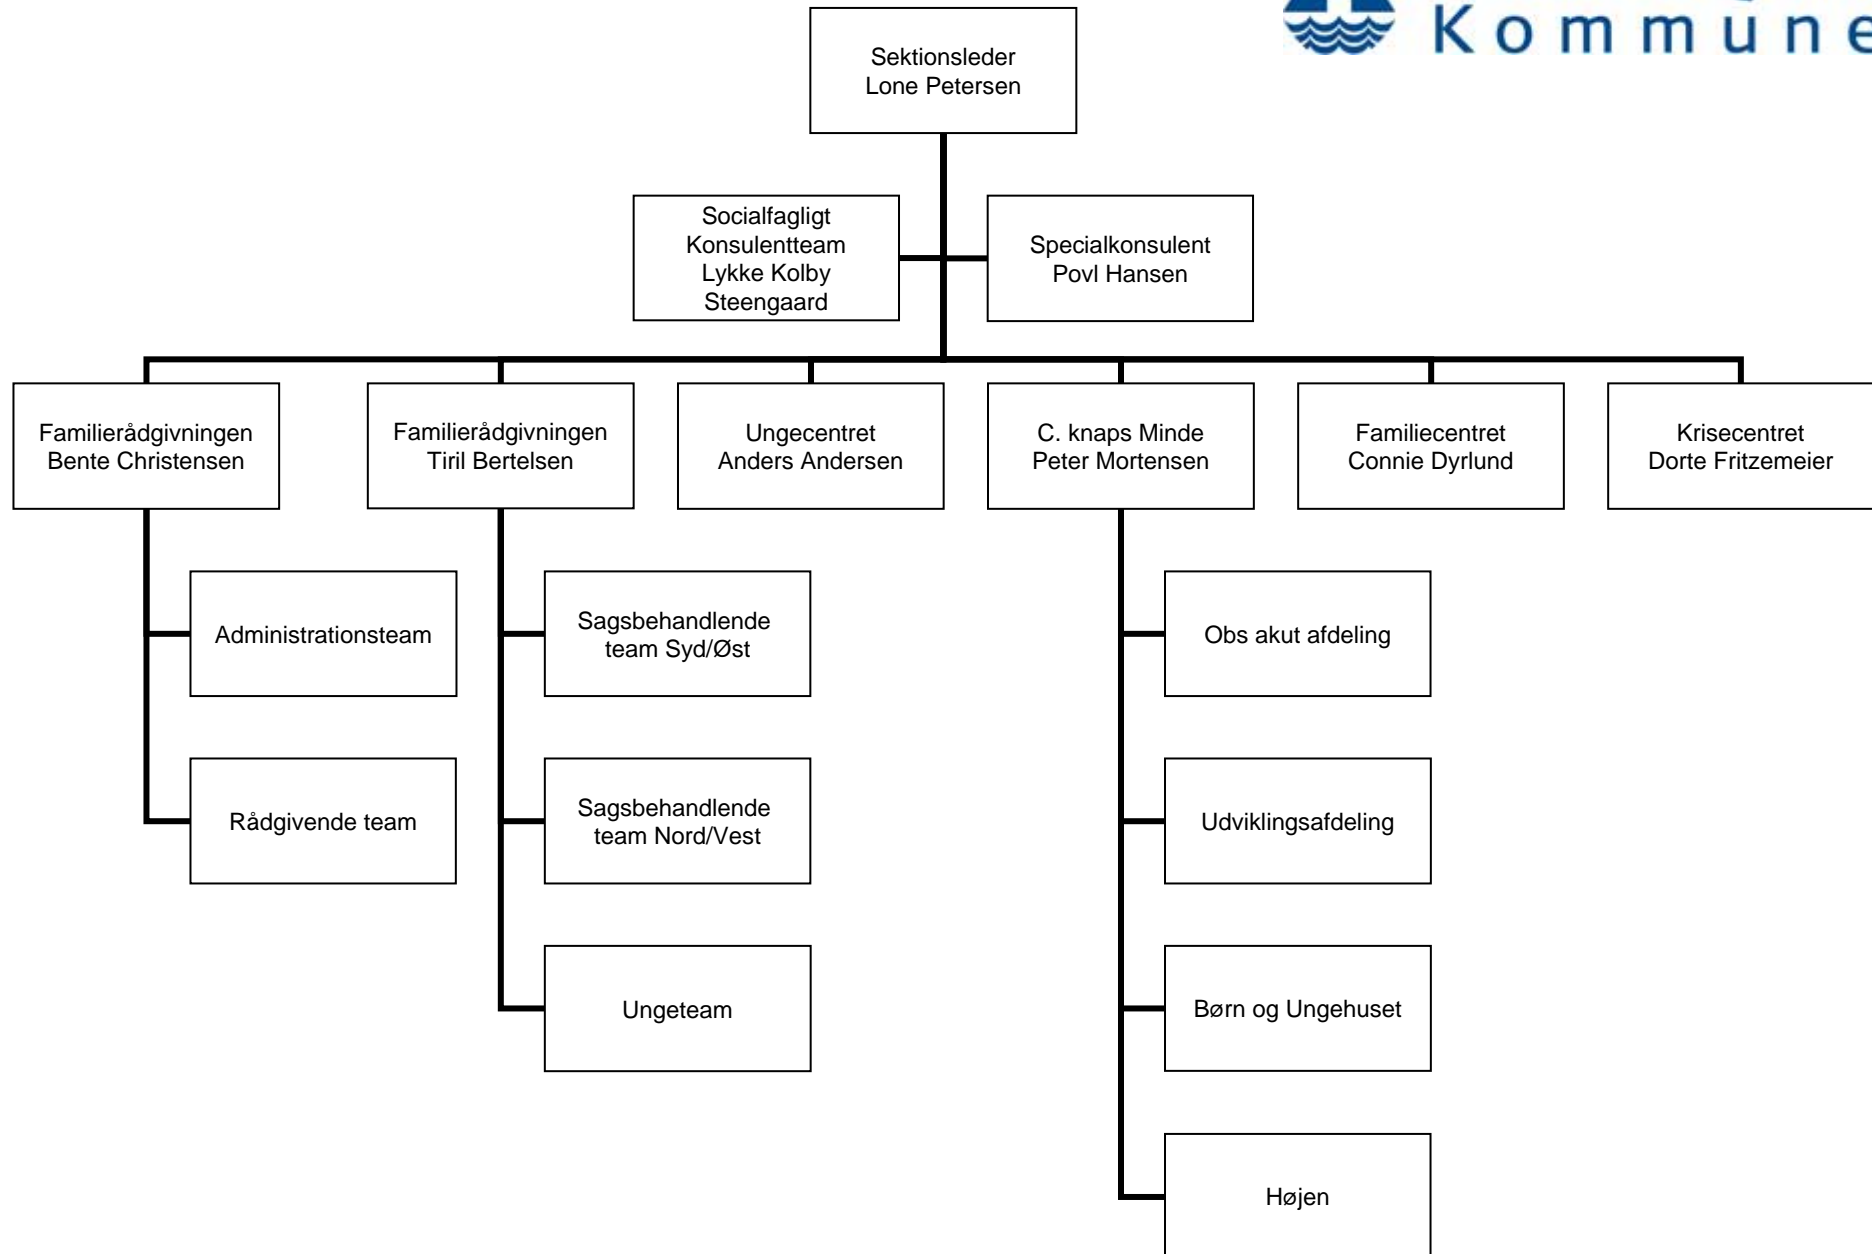 Kommune
Sektionsleder
Lone Petersen
Socialfagligt
Konsulentteam
Lykke Kolby
Steengaard
Specialkonsulent
Povl Hansen
Familierådgivningen
Bente Christensen
Familierådgivningen
Tiril Bertelsen
Ungecentret
Anders Andersen
C. knaps Minde
Peter Mortensen
Familiecentret
Connie Dyrlund
Krisecentret
Dorte Fritzemeier
Administrationsteam
Rådgivende team
Sagsbehandlende
team Syd/Øst
Sagsbehandlende
team Nord/Vest
Ungeteam
Obs akut afdeling
Udviklingsafdeling
Børn og Ungehuset
Højen